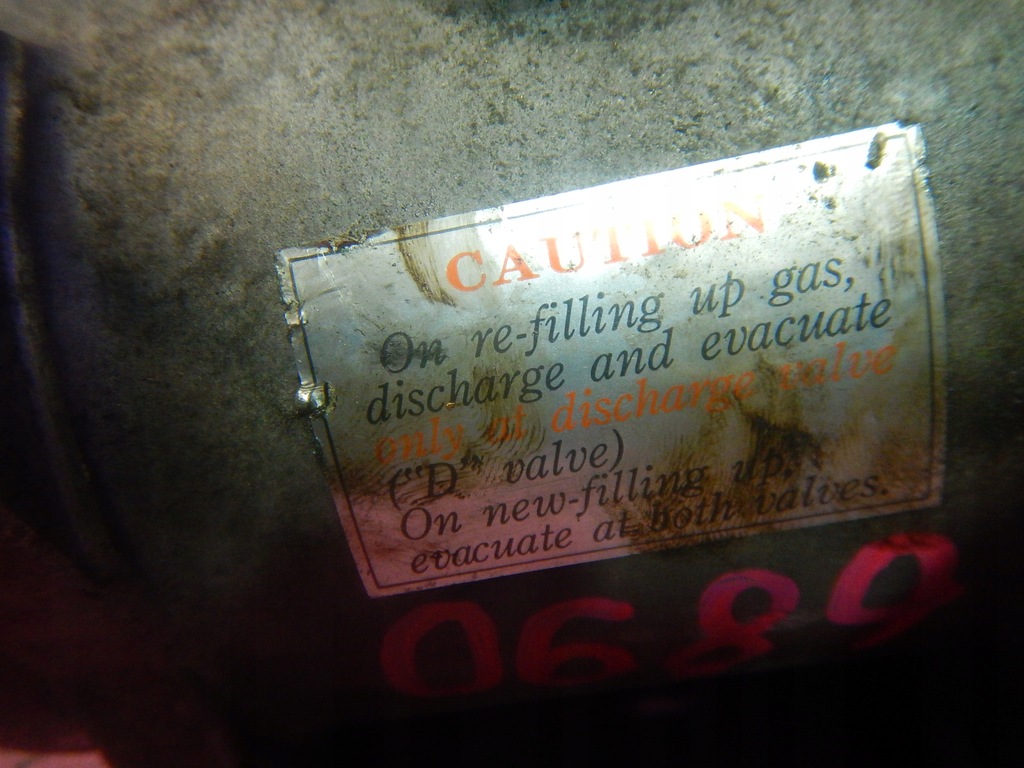 CAUTION
On re-filling up gas,
discharge and evacuate
only at discharge valve
("D" valve)
On new-filling up,
evacuate at both valves.
0689